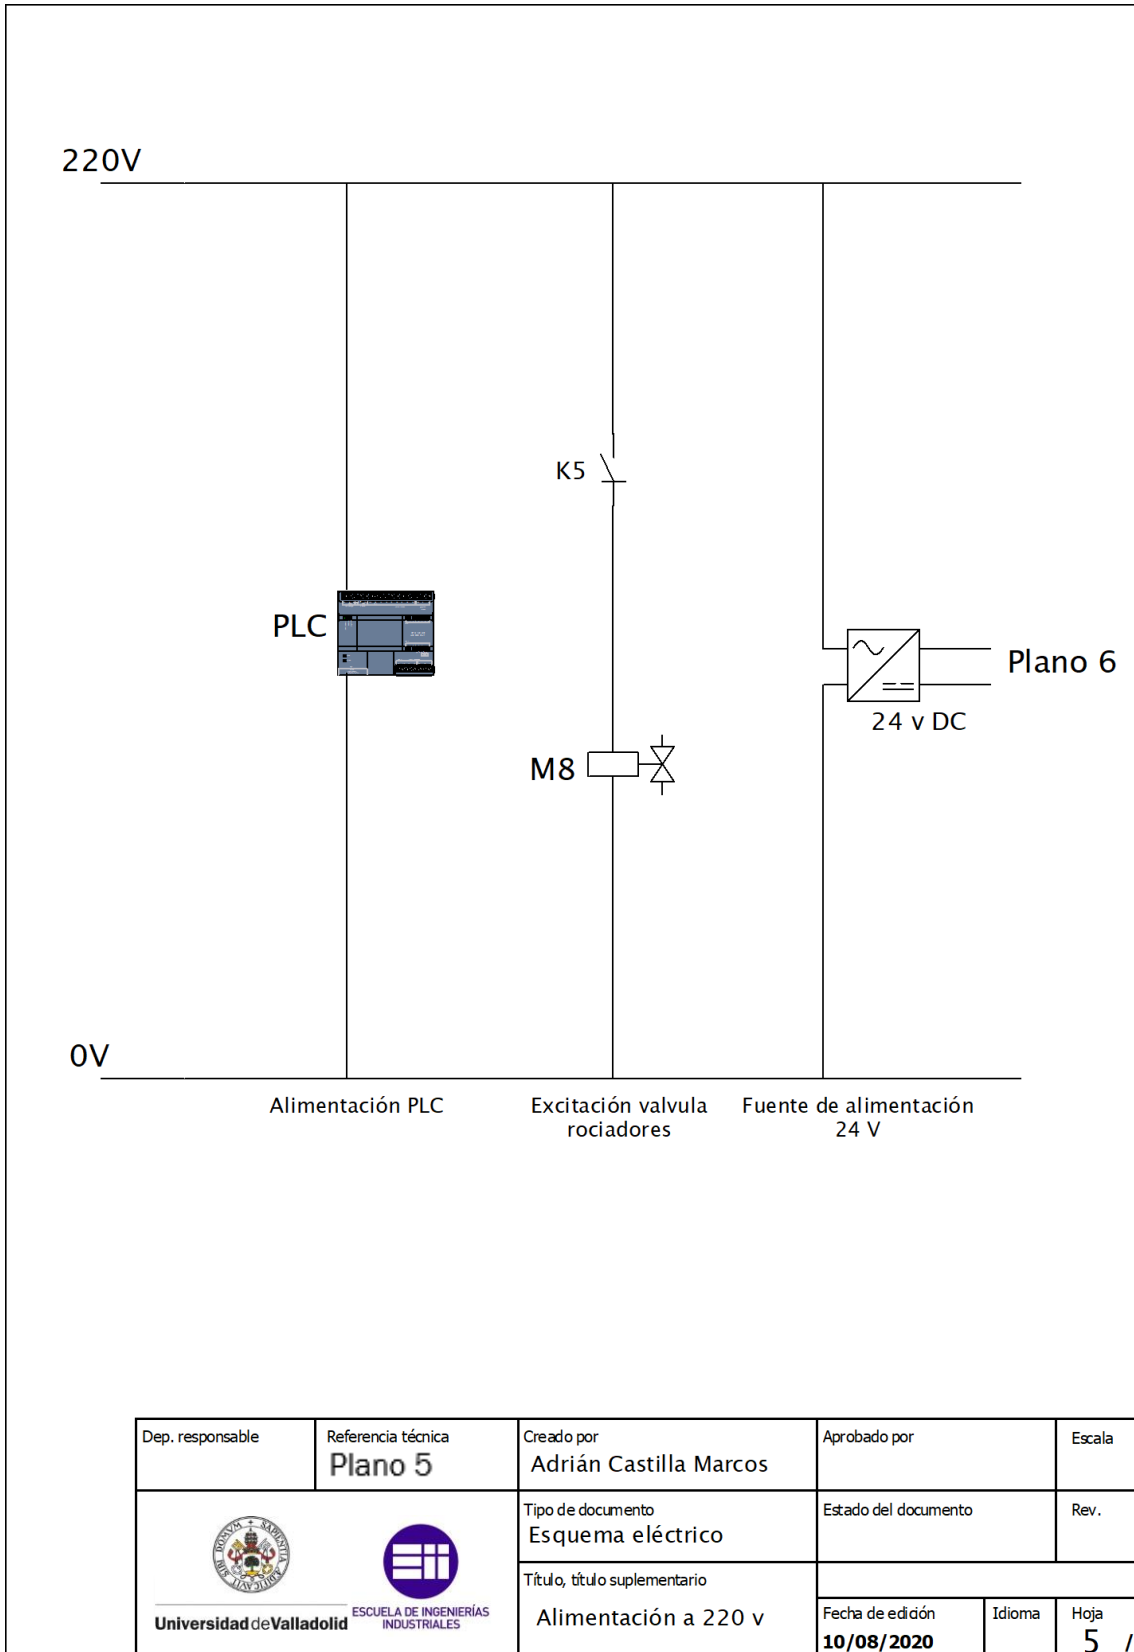 220V
K5
PLC
Plano 6
24 v DC
M8
0V
Alimentación PLC
Excitación valvula
rociadores
Fuente de alimentación
24 V
Dep. responsable
Referencia técnica
Plano 5
Creado por
Adrián Castilla Marcos
Aprobado por
Escala
Tipo de documento
Esquema eléctrico
Estado del documento
Rev.
Universidad de Valladolid
ESCUELA DE INGENIERÍAS
INDUSTRIALES
Título, título suplementario
Alimentación a 220 v
Fecha de edición
10/08/2020
Idioma
Hoja
5 /